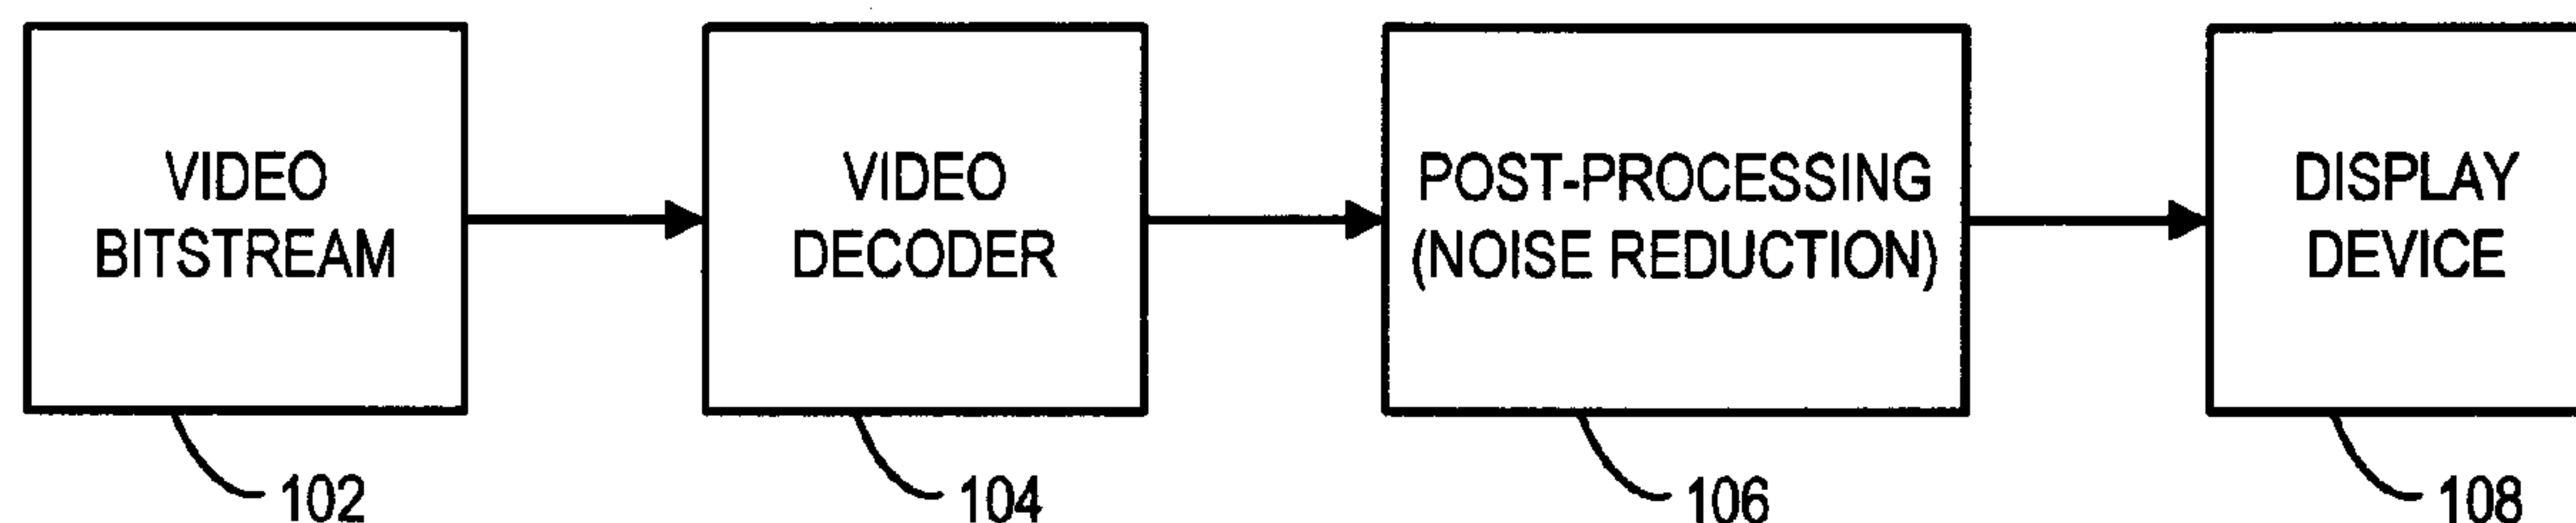 VIDEO
BITSTREAM
VIDEO
DECODER
POST-PROCESSING
(NOISE REDUCTION)
DISPLAY
DEVICE
102
104
106
108